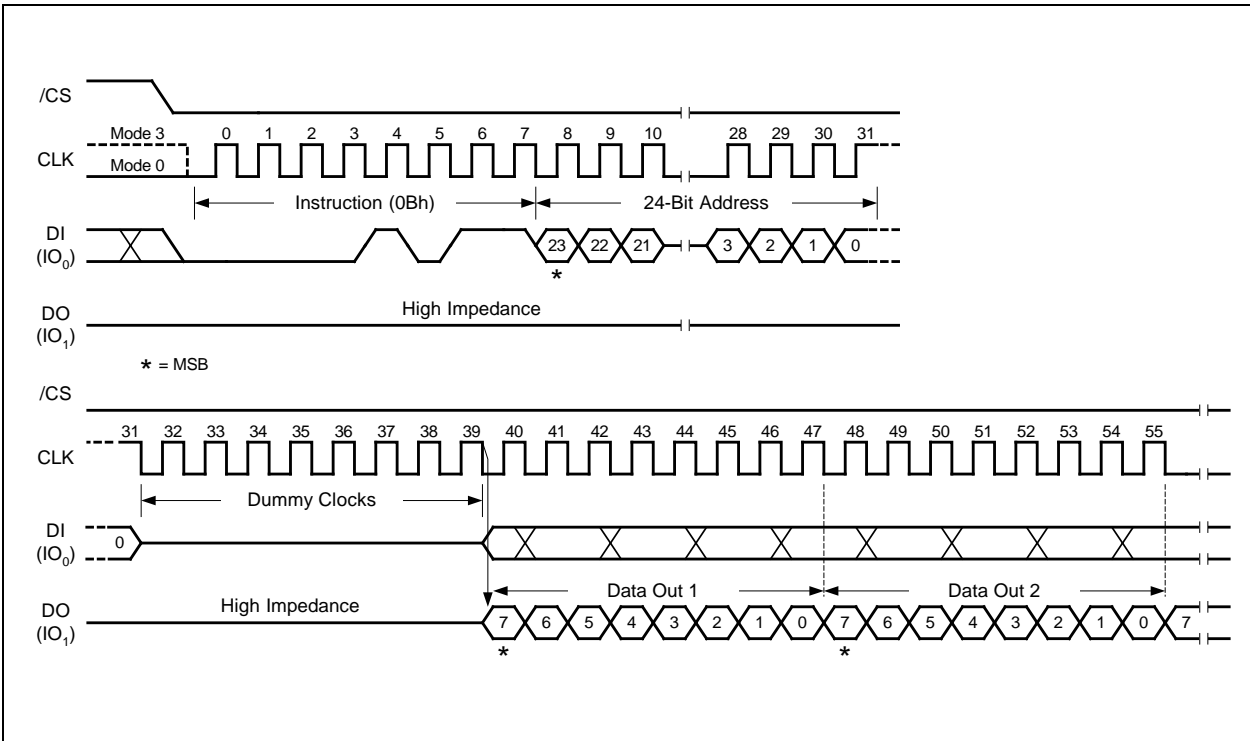 /CS
Mode 3 0 1 2 3 4 5 6 7 8 9 10 28 29 30 31
CLK
Mode 0
Instruction (0Bh) 24-Bit Address
DI
(IO0)
23 22 21 3 2 1 0
*
DO
(IO1)
High Impedance
* = MSB
/CS
31 32 33 34 35 36 37 38 39 40 41 42 43 44 45 46 47 48 49 50 51 52 53 54 55
CLK
Dummy Clocks
DI
(IO0)
0
Data Out 1 Data Out 2
DO
(IO1)
High Impedance
7 6 5 4 3 2 1 0 7 6 5 4 3 2 1 0 7
* *